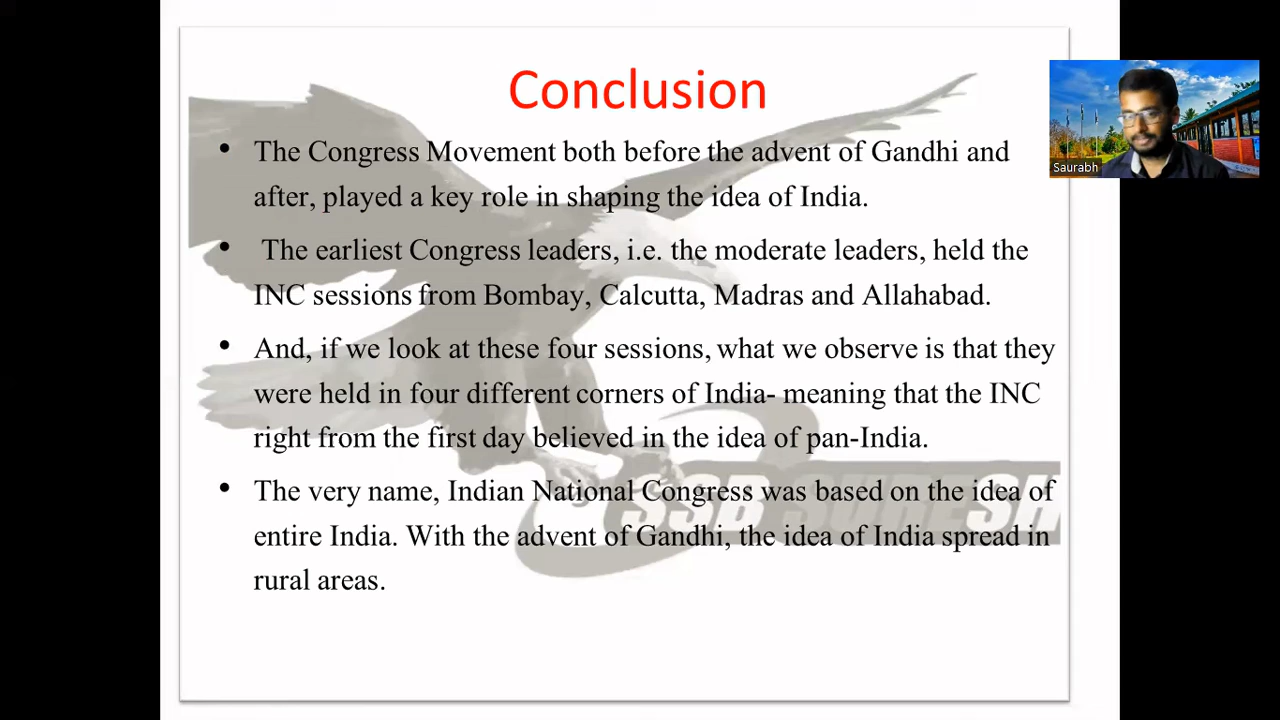 Conclusion
• The Congress Movement both before the advent of Gandhi and
after, played a key role in shaping the idea of India.
• The earliest Congress leaders, i.e. the moderate leaders, held the
INC sessions from Bombay, Calcutta, Madras and Allahabad.
• And, if we look at these four sessions, what we observe is that they
were held in four different corners of India- meaning that the INC
right from the first day believed in the idea of pan-India.
• The very name, Indian National Congress was based on the idea of
entire India. With the advent of Gandhi, the idea of India spread in
rural areas.
SSB SURESH
Saurabh